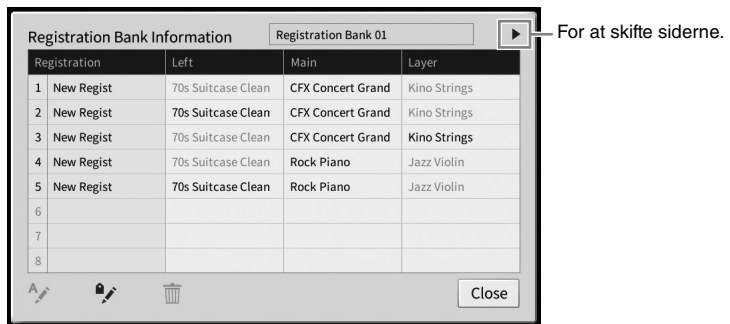 Registration Bank Information Registration Bank 01 For at skifte siderne.
Registration Left Main Layer
1 New Regist 70s Suitcase Clean CFX Concert Grand Kino Strings
2 New Regist 70s Suitcase Clean CFX Concert Grand Kino Strings
3 New Regist 70s Suitcase Clean CFX Concert Grand Kino Strings
4 New Regist 70s Suitcase Clean Rock Piano Jazz Violin
5 New Regist 70s Suitcase Clean Rock Piano Jazz Violin
6
7
8
A Close